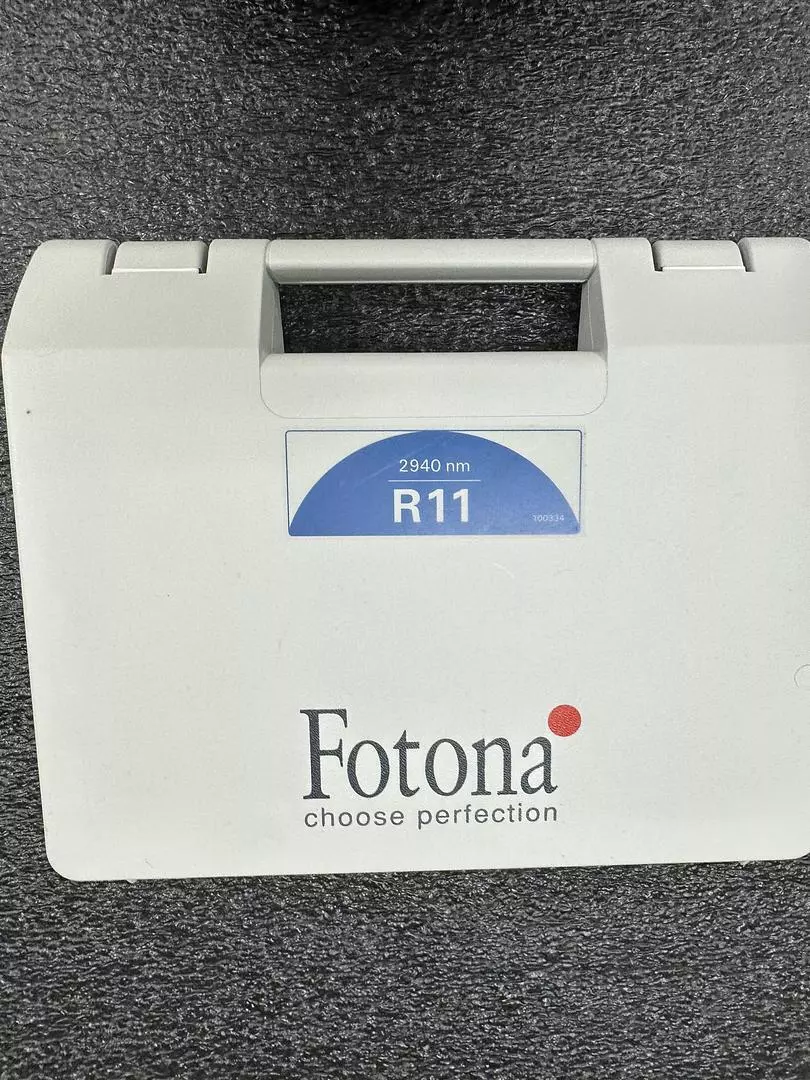 2940 nm
R11
100334
Fotona
choose perfection